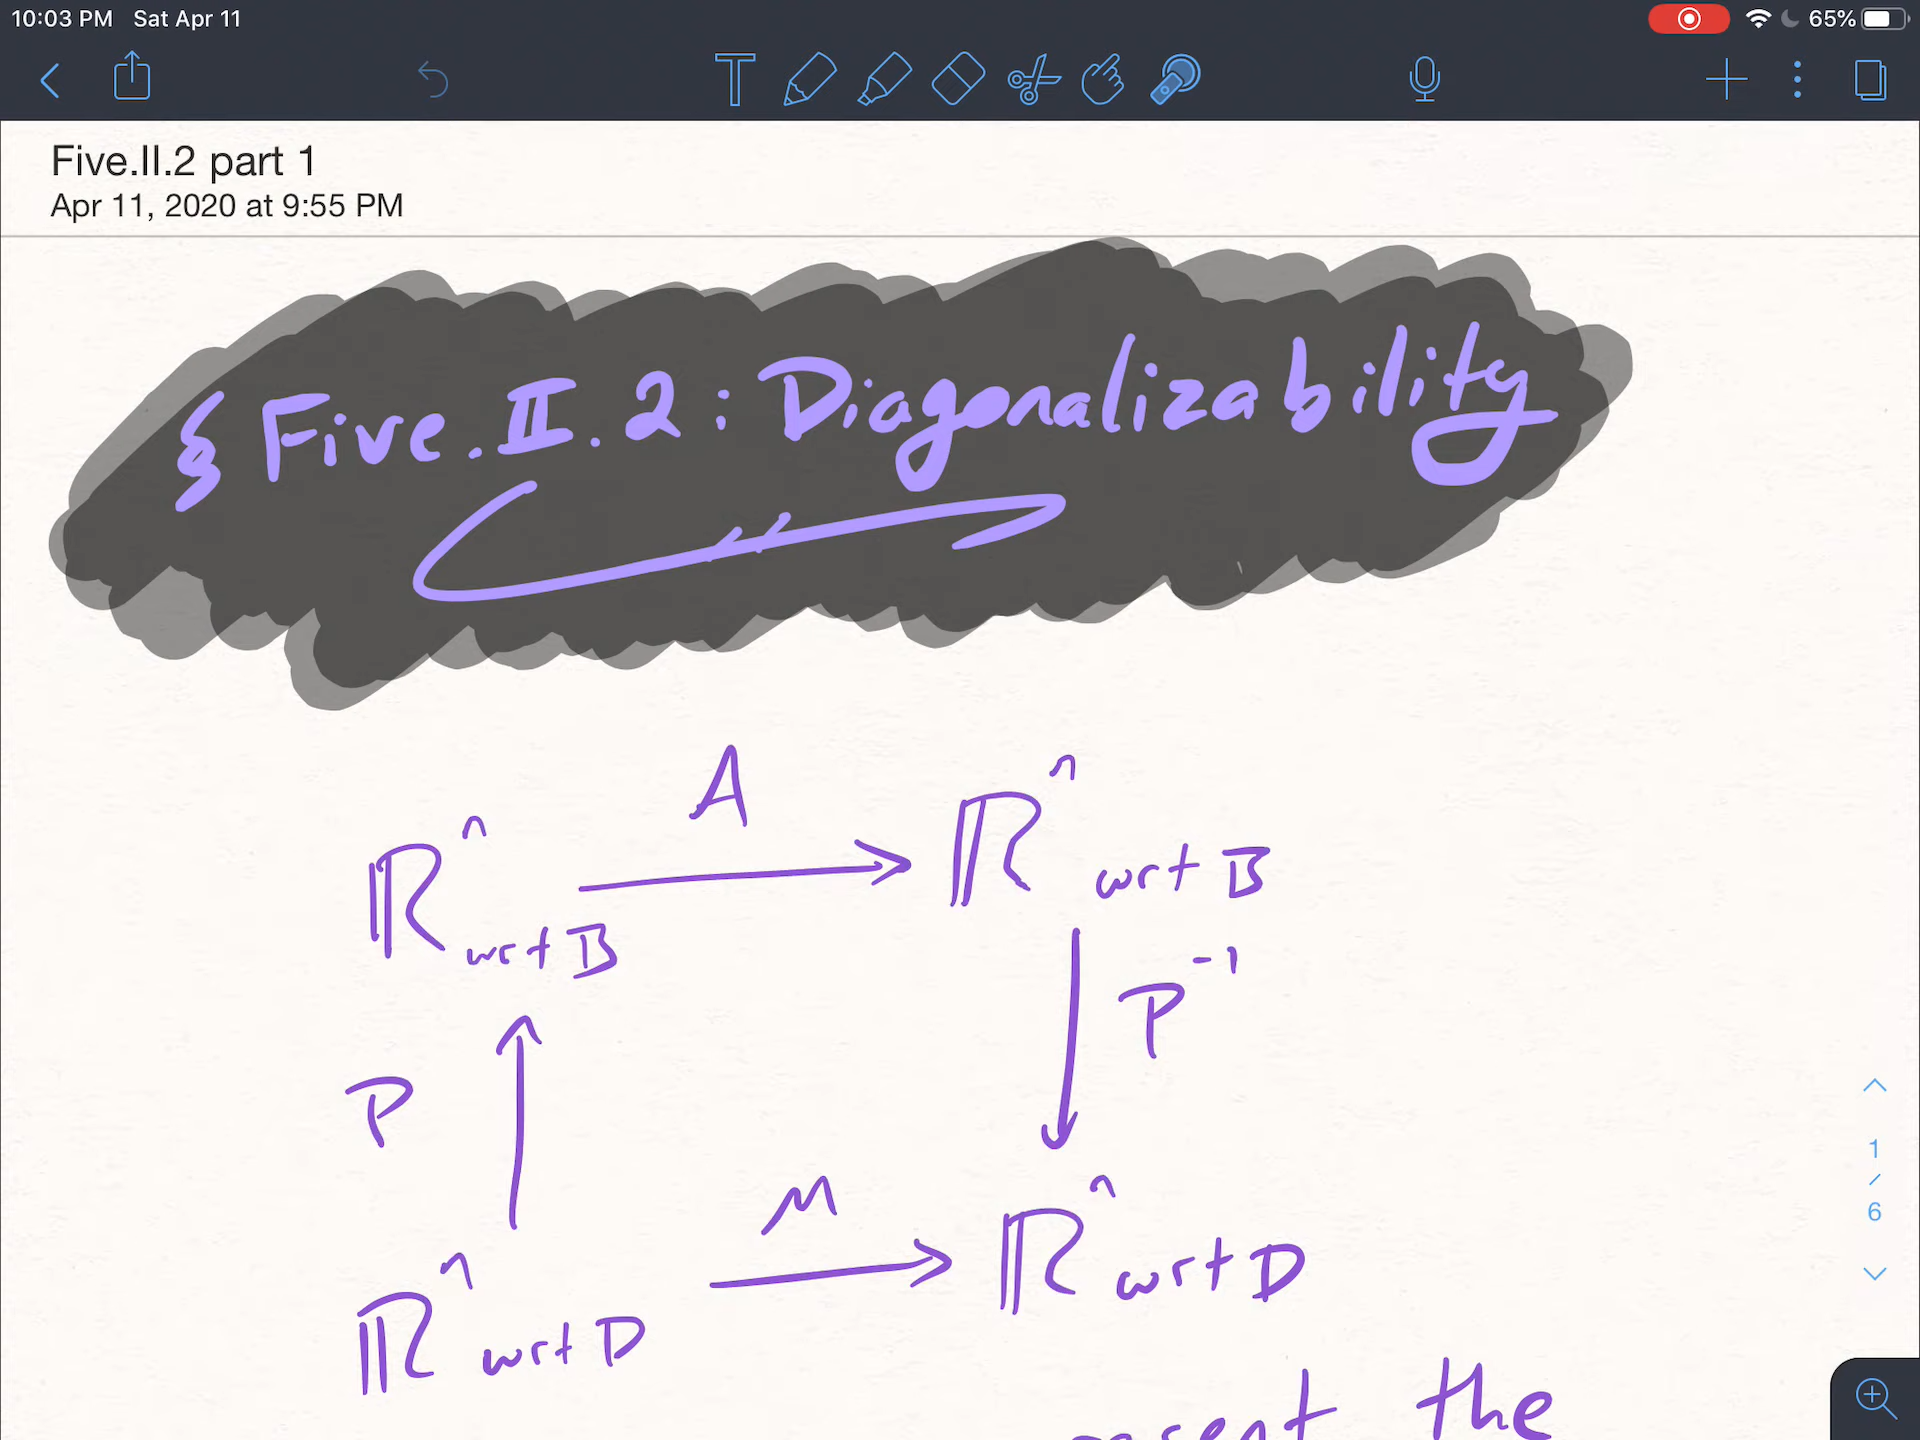 10:03 PM Sat Apr 11 65%
Five.II.2 part 1
Apr 11, 2020 at 9:55 PM
§ Five.II.2: Diagonalizability
A
ℝⁿ wrt B ℝⁿ wrt B
P P⁻¹
M
ℝⁿ wrt D ℝⁿ wrt D
1
/
6
the